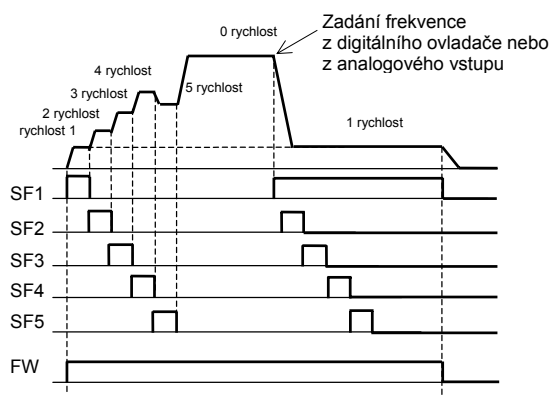 0 rychlost
Zadání frekvence
z digitálního ovladače nebo
z analogového vstupu
4 rychlost
3 rychlost
5 rychlost
2 rychlost
rychlost 1
1 rychlost
SF1
SF2
SF3
SF4
SF5
FW